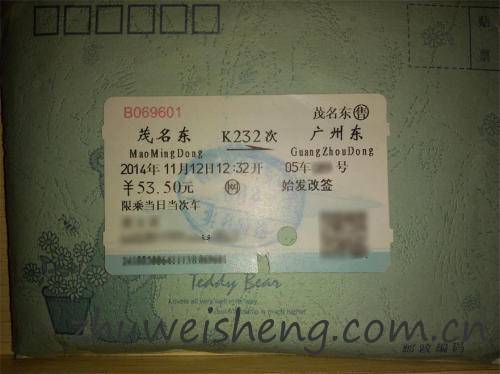 贴
票
B069601
茂名东售
茂名东 K232次 广州东
MaoMingDong GuangZhouDong
2014年11月12日12:32开 05车 号
￥53.50元 网 始发改签
限乘当日当次车
Teddy Bear
zhuweisheng.com.cn
邮政编码